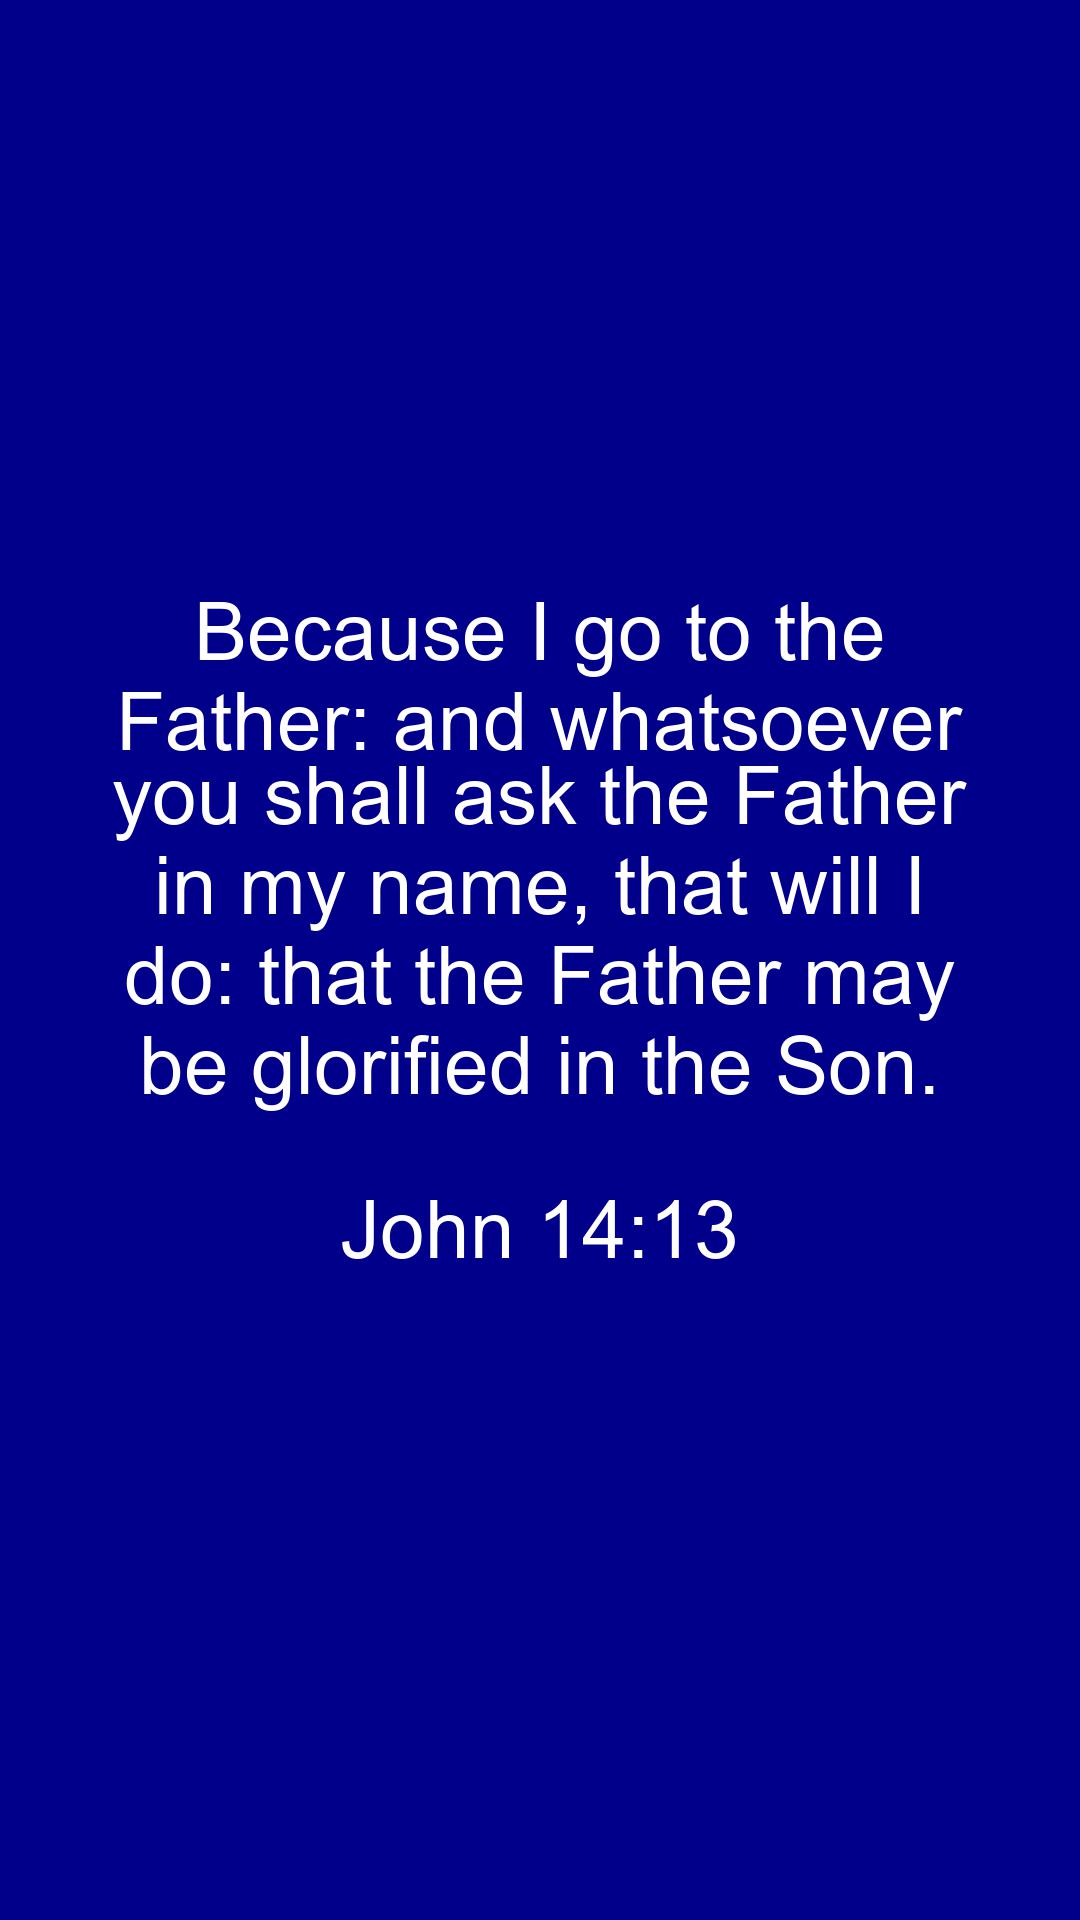 Because I go to the
Father: and whatsoever
you shall ask the Father
in my name, that will I
do: that the Father may
be glorified in the Son.
John 14:13